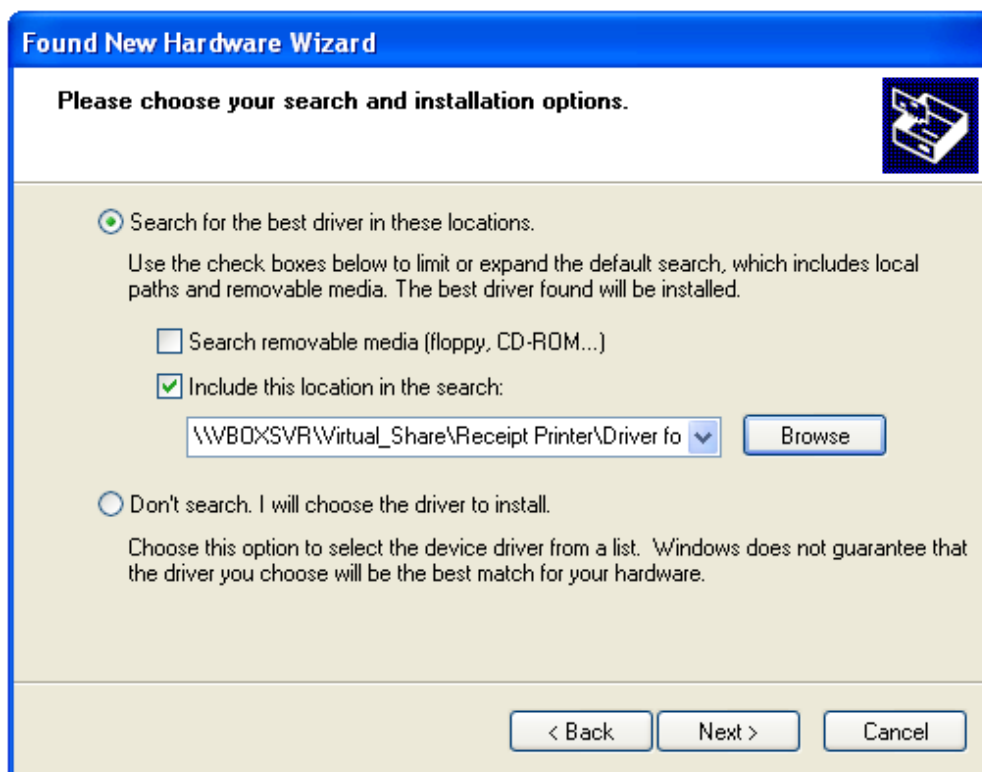 Found New Hardware Wizard
Please choose your search and installation options.
Search for the best driver in these locations.
Use the check boxes below to limit or expand the default search, which includes local
paths and removable media. The best driver found will be installed.
Search removable media (floppy, CD-ROM...)
Include this location in the search:
\\VBOXSVR\Virtual_Share\Receipt Printer\Driver fo
Browse
Don't search. I will choose the driver to install.
Choose this option to select the device driver from a list. Windows does not guarantee that
the driver you choose will be the best match for your hardware.
< Back
Next >
Cancel